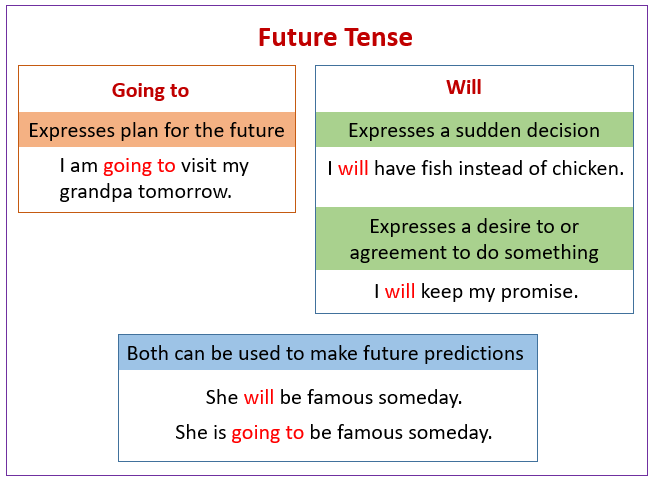 Future Tense
Going to
Expresses plan for the future
I am going to visit my
grandpa tomorrow.
Will
Expresses a sudden decision
I will have fish instead of chicken.
Expresses a desire to or
agreement to do something
I will keep my promise.
Both can be used to make future predictions
She will be famous someday.
She is going to be famous someday.